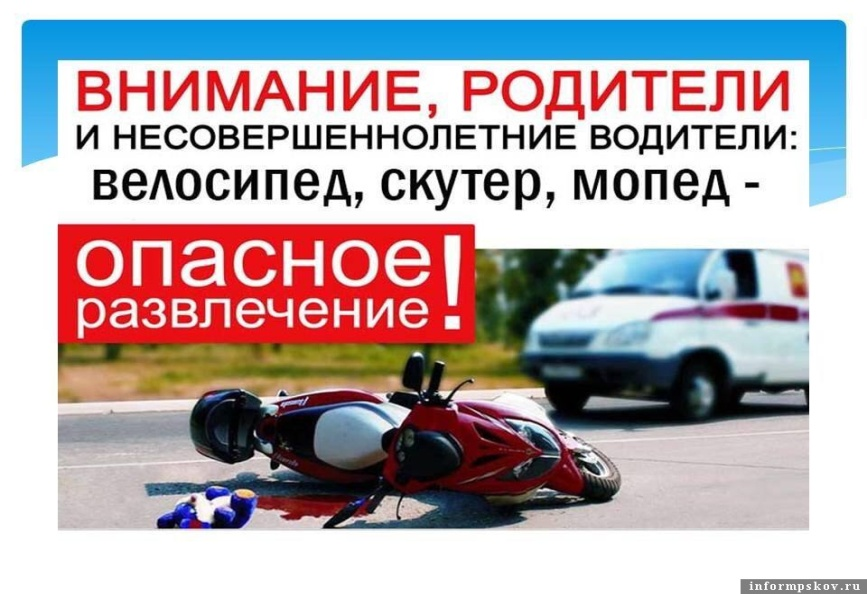 ВНИМАНИЕ, РОДИТЕЛИ
И НЕСОВЕРШЕННОЛЕТНИЕ ВОДИТЕЛИ:
велосипед, скутер, мопед -
опасное
развлечение!
informpskov.ru